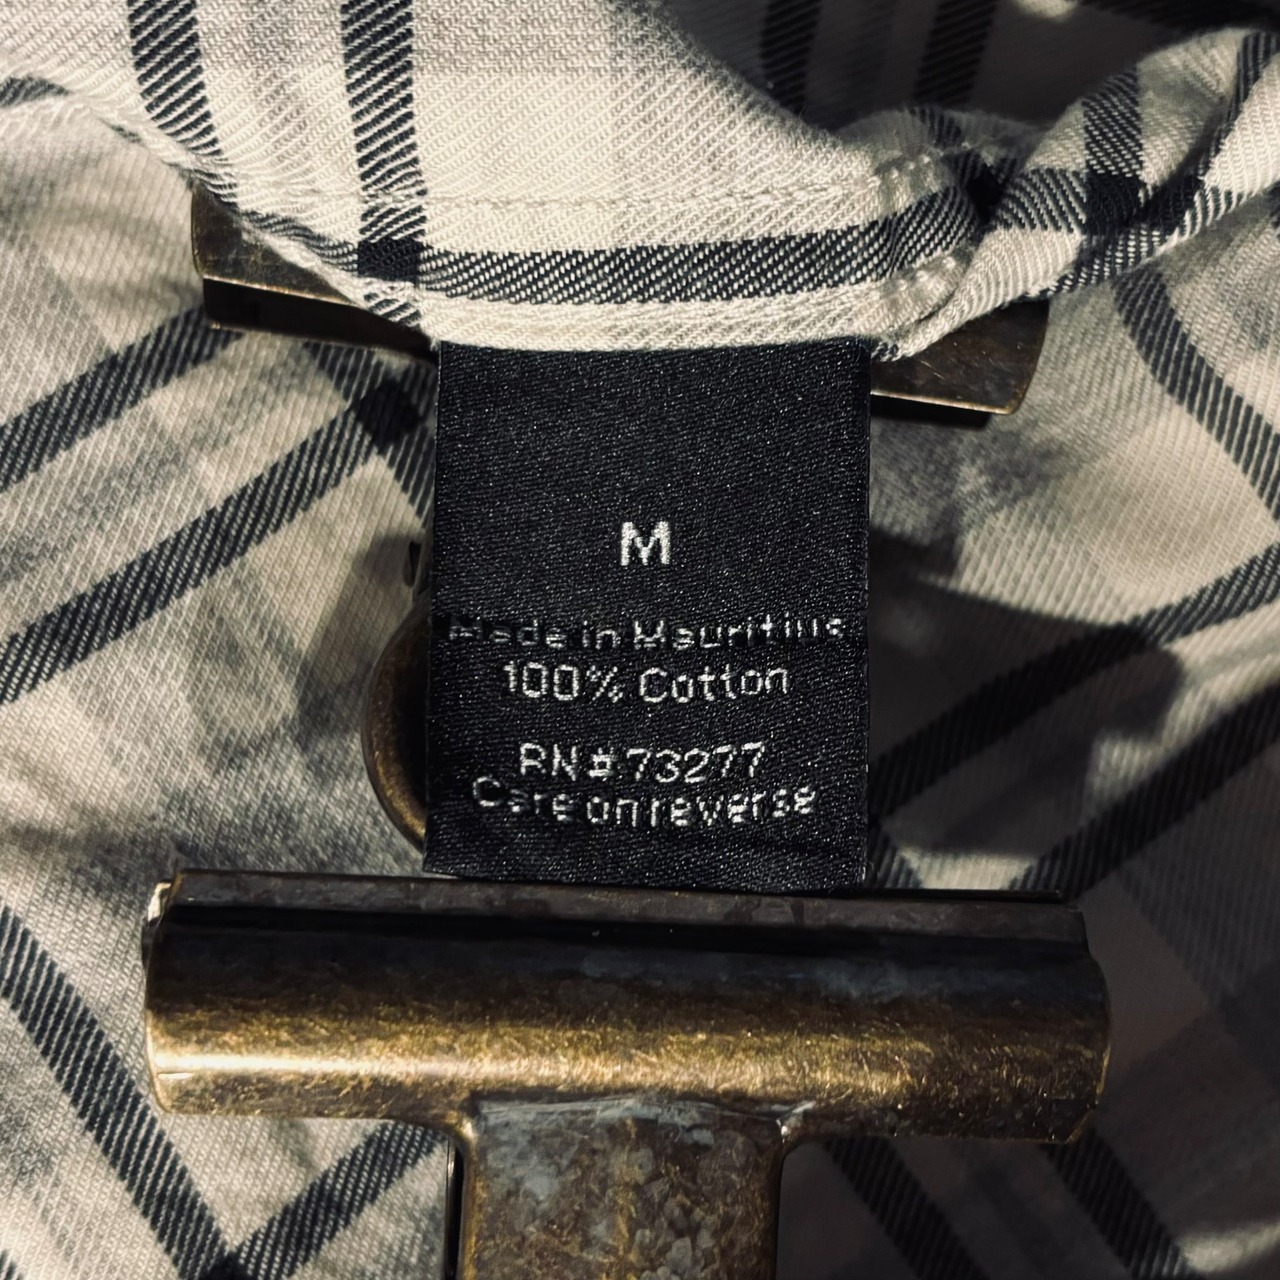 M
Made in Mauritius
100% Cotton
RN#73277
Care on reverse